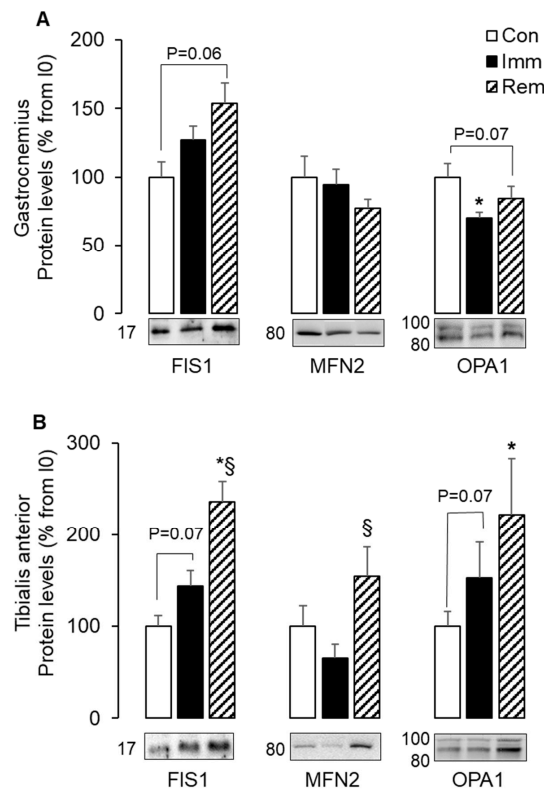 A
Con
Imm
Rem
Gastrocnemius
Protein levels (% from I0)
200
150
100
50
0
P=0.06
P=0.07
*
17
80
100
80
FIS1
MFN2
OPA1
B
Tibialis anterior
Protein levels (% from I0)
300
200
100
0
P=0.07
*§
§
P=0.07
*
17
80
100
80
FIS1
MFN2
OPA1